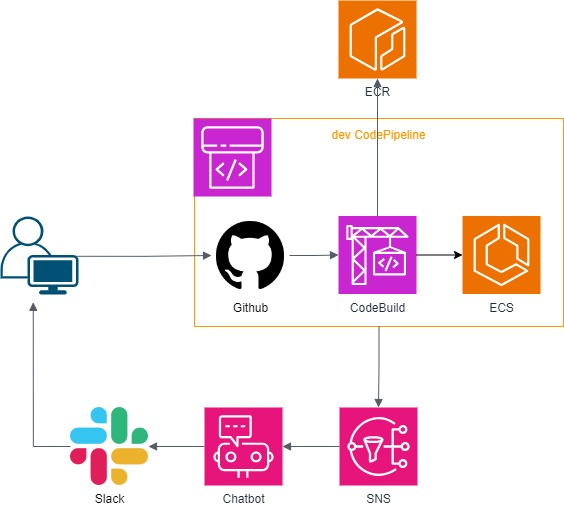 ECR
dev CodePipeline
Github
CodeBuild
ECS
Slack
Chatbot
SNS